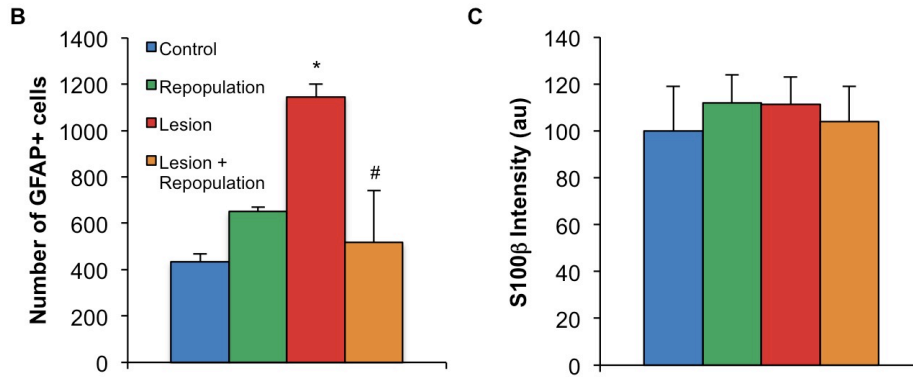 B
Number of GFAP+ cells
1400
1200
1000
800
600
400
200
0
Control
Repopulation
Lesion
Lesion +
Repopulation
*
#
C
S100β Intensity (au)
140
120
100
80
60
40
20
0